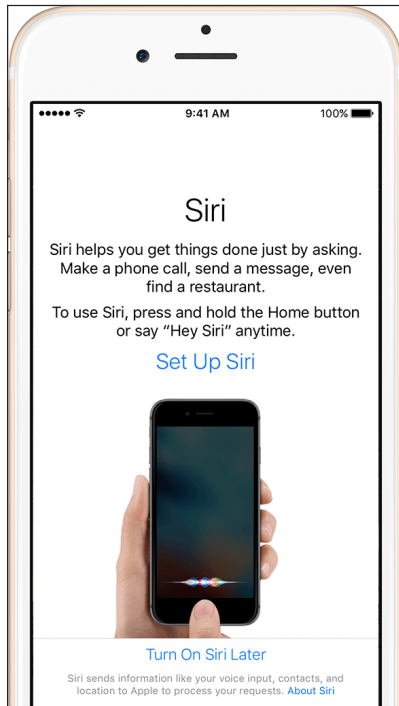 9:41 AM
100%
Siri
Siri helps you get things done just by asking.
Make a phone call, send a message, even
find a restaurant.
To use Siri, press and hold the Home button
or say “Hey Siri” anytime.
Set Up Siri
Turn On Siri Later
Siri sends information like your voice input, contacts, and
location to Apple to process your requests. About Siri